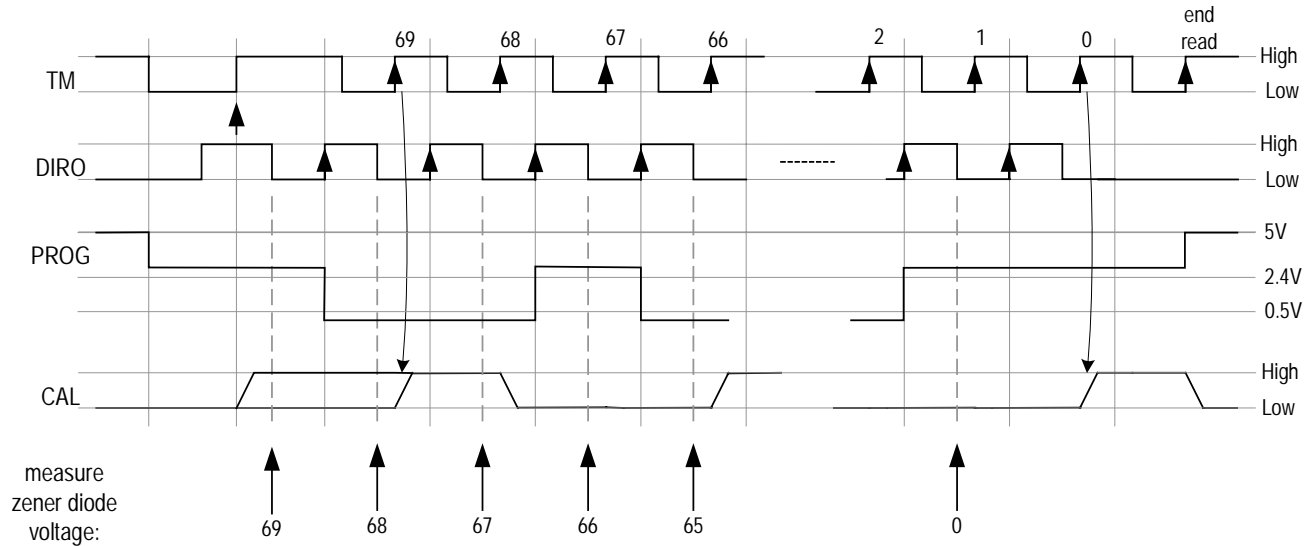 end
69 68 67 66 2 1 0 read
TM High
Low
DIRO High
Low
PROG 5V
2.4V
0.5V
CAL High
Low
measure
zener diode
voltage: 69 68 67 66 65 0